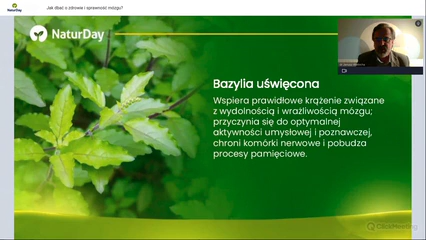 NaturDay
Jak dbać o zdrowie i sprawność mózgu?
NaturDay
Bazylia uświęcona
Wspiera prawidłowe krążenie związane
z wydolnością i wrażliwością mózgu;
przyczynia się do optymalnej
aktywności umysłowej i poznawczej,
chroni komórki nerwowe i pobudza
procesy pamięciowe.
ClickMeeting